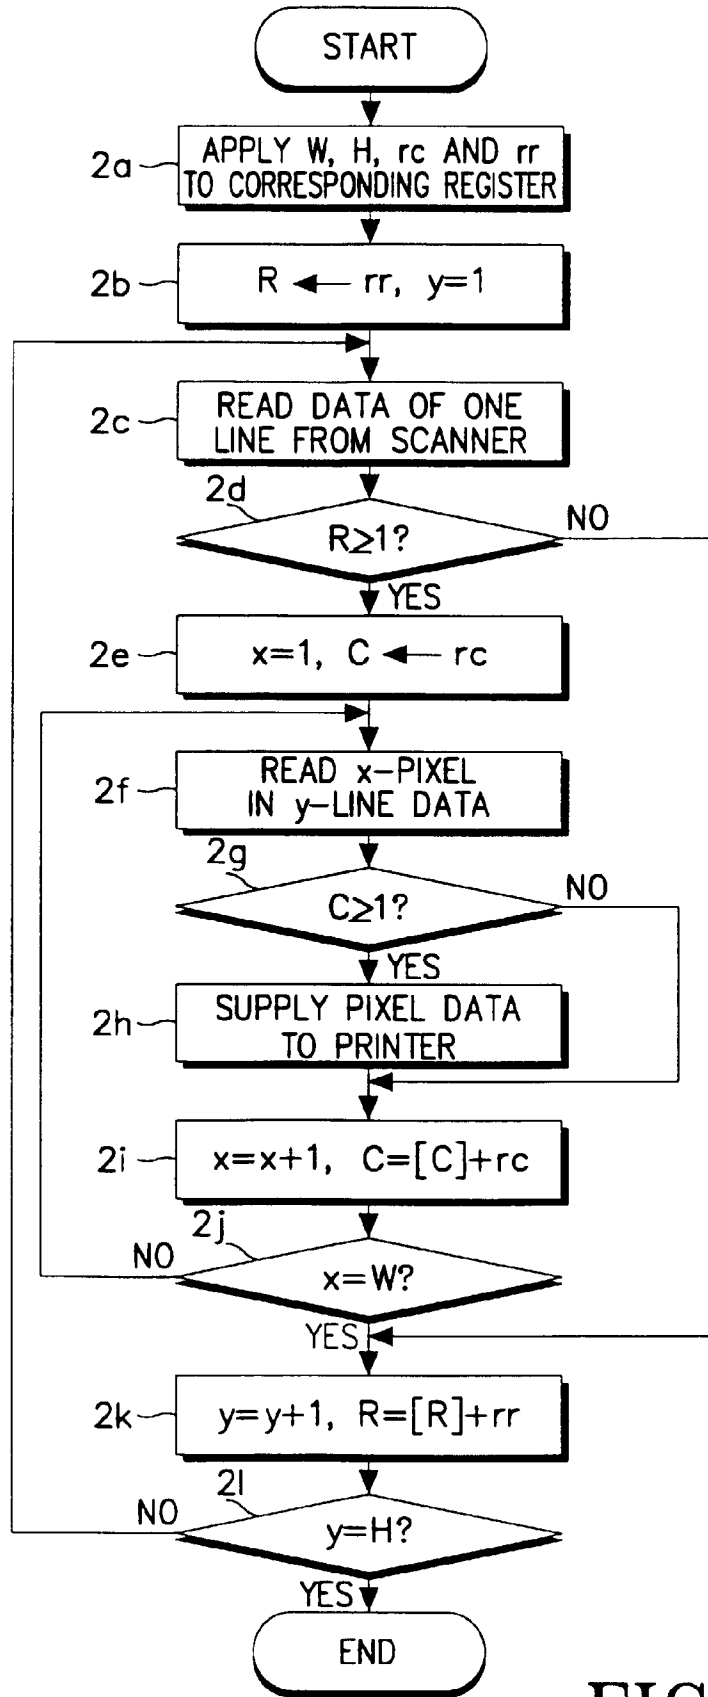 START
2a
APPLY W, H, rc AND rr
TO CORRESPONDING REGISTER
2b
R ← rr, y=1
2c
READ DATA OF ONE
LINE FROM SCANNER
2d
R≥1?
NO
YES
2e
x=1, C ← rc
2f
READ x-PIXEL
IN y-LINE DATA
2g
C≥1?
NO
YES
2h
SUPPLY PIXEL DATA
TO PRINTER
2i
x=x+1, C=[C]+rc
2j
NO
x=W?
YES
2k
y=y+1, R=[R]+rr
2l
NO
y=H?
YES
END